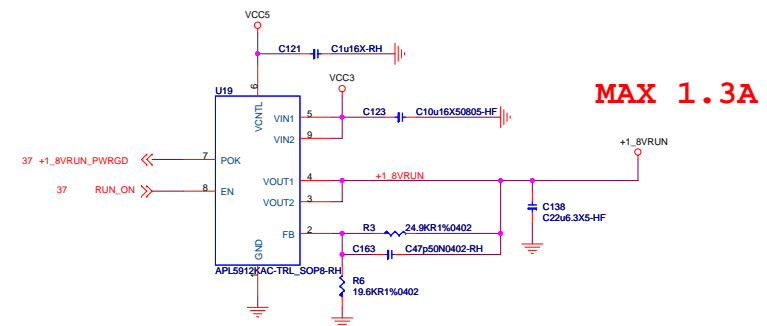 VCC5
C121
C1u16X-RH
VCC3
MAX 1.3A
U19
6
VCNTL
VIN1
5
C123
C10u16X50805-HF
VIN2
9
+1_8VRUN
37 +1_8VRUN_PWRGD
7
POK
37 RUN_ON
8
EN
VOUT1
4
+1_8VRUN
VOUT2
3
C138
C22u6.3X5-HF
FB
2
R3
24.9KR1%0402
C163
C47p50N0402-RH
GND
APL5912KAC-TRL_SOP8-RH
R6
19.6KR1%0402